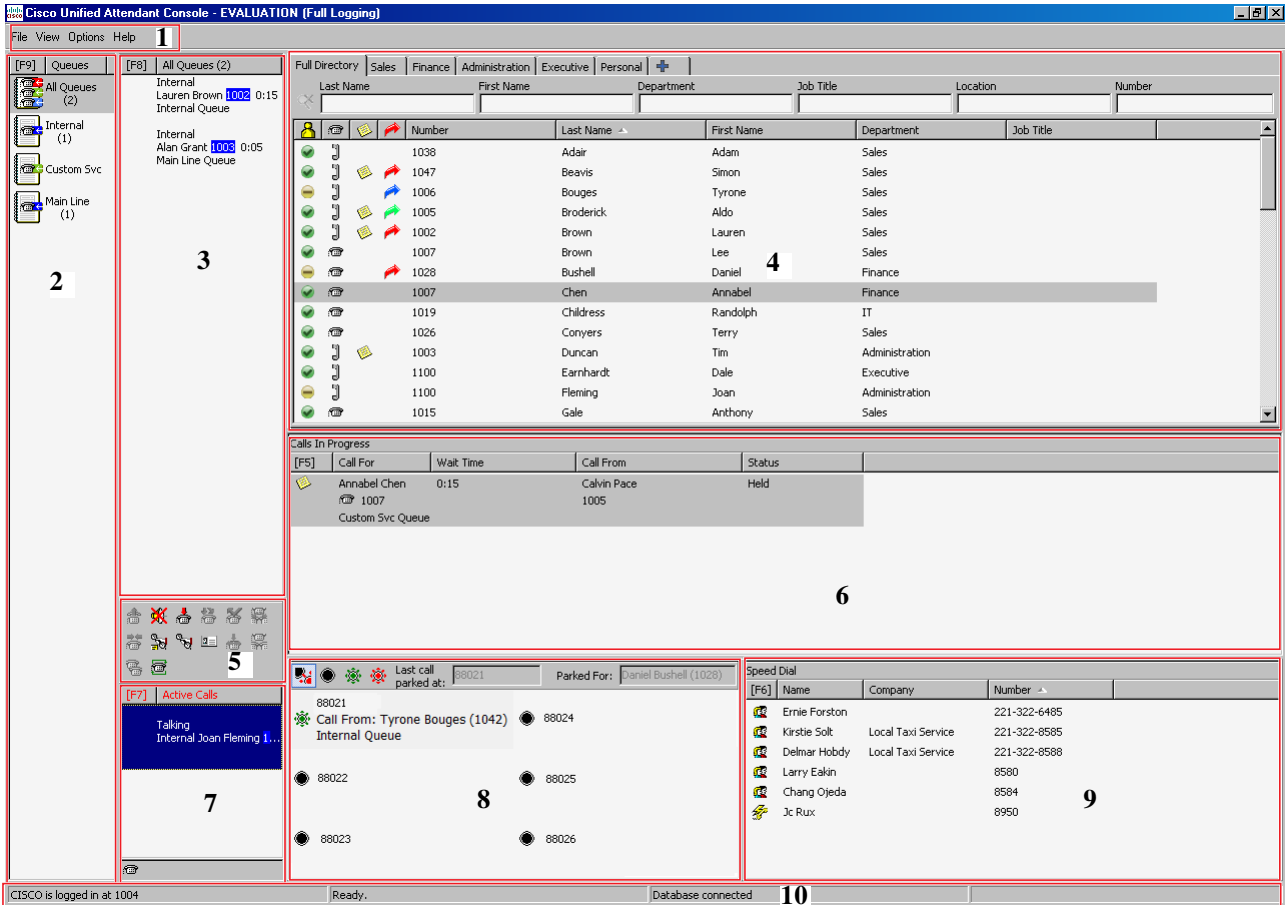 Cisco Unified Attendant Console - EVALUATION (Full Logging)
File View Options Help 1
[F9] Queues
All Queues
(2)
Internal
(1)
Custom Svc
Main Line
(1)
2
[F8] All Queues (2)
Internal
Lauren Brown 1002 0:15
Internal Queue
Internal
Alan Grant 1003 0:05
Main Line Queue
3
Full Directory Sales Finance Administration Executive Personal
Last Name First Name Department Job Title Location Number
Number Last Name First Name Department Job Title
1038 Adair Adam Sales
1047 Beavis Simon Sales
1006 Bouges Tyrone Sales
1005 Broderick Aldo Sales
1002 Brown Lauren Sales
1007 Brown Lee Sales
1028 Bushell Daniel Finance
1007 Chen Annabel Finance
1019 Childress Randolph IT
1026 Conyers Terry Sales
1003 Duncan Tim Administration
1100 Earnhardt Dale Executive
1100 Fleming Joan Administration
1015 Gale Anthony Sales
4
Calls In Progress
[F5] Call For Wait Time Call From Status
Annabel Chen 0:15 Calvin Pace Held
1007 1005
Custom Svc Queue
6
5
[F7] Active Calls
Talking
Internal Joan Fleming 1...
7
Last call
parked at: 88021 Parked For: Daniel Bushell (1028)
88021
Call From: Tyrone Bouges (1042)
Internal Queue
88024
88022 88025
88023 88026
8
Speed Dial
[F6] Name Company Number
Ernie Forston 221-322-6485
Kirstie Solt Local Taxi Service 221-322-8585
Delmar Hobdy Local Taxi Service 221-322-8588
Larry Eakin 8580
Chang Ojeda 8584
Jc Rux 8950
9
CISCO is logged in at 1004 Ready. Database connected 10